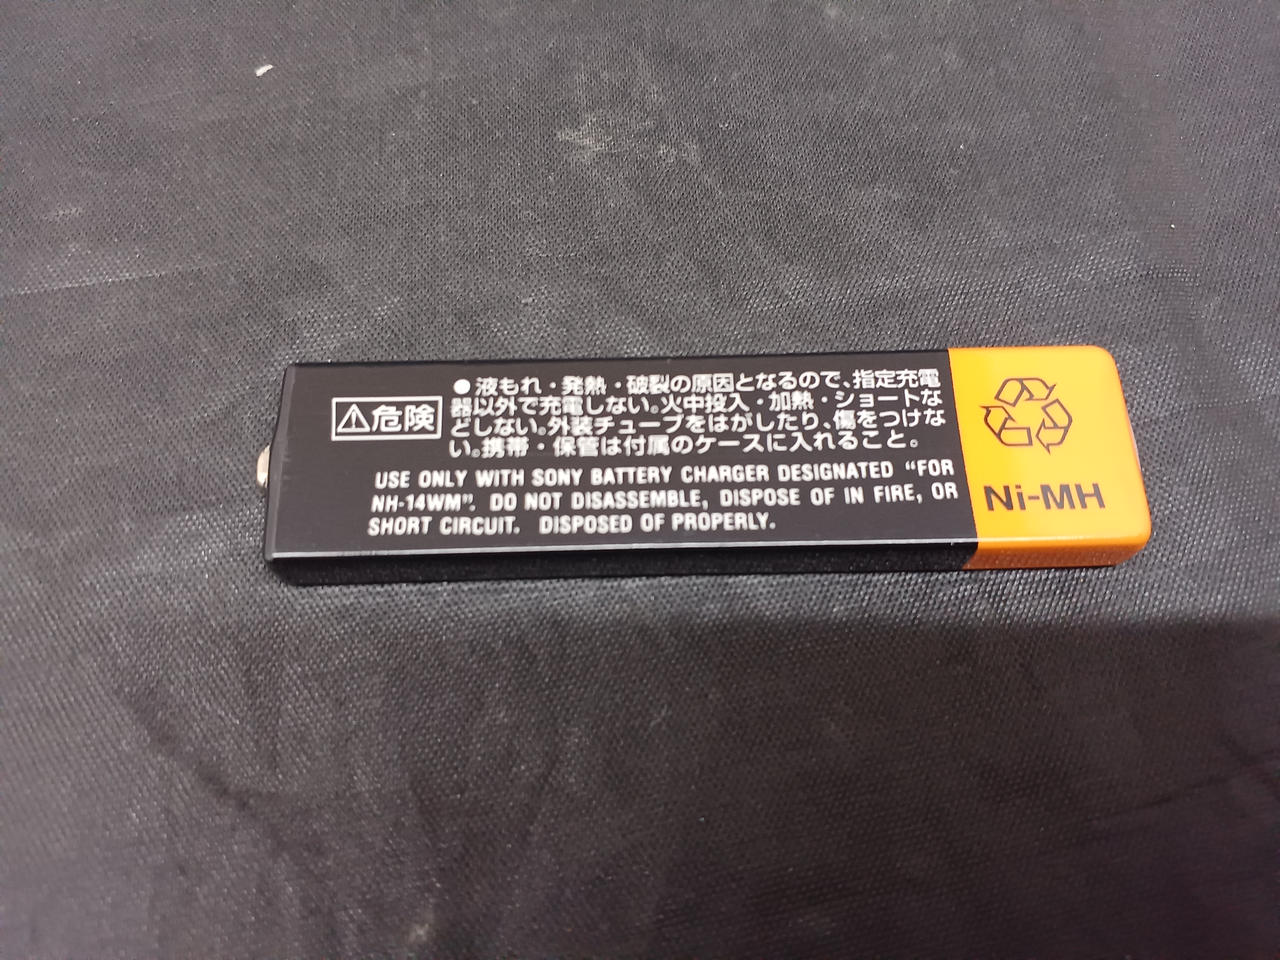 ⚠危険
●液もれ・発熱・破裂の原因となるので、指定充電
器以外で充電しない。火中投入・加熱・ショートな
どしない。外装チューブをはがしたり、傷をつけな
い。携帯・保管は付属のケースに入れること。
USE ONLY WITH SONY BATTERY CHARGER DESIGNATED "FOR
NH-14WM". DO NOT DISASSEMBLE, DISPOSE OF IN FIRE, OR
SHORT CIRCUIT. DISPOSED OF PROPERLY.
Ni-MH